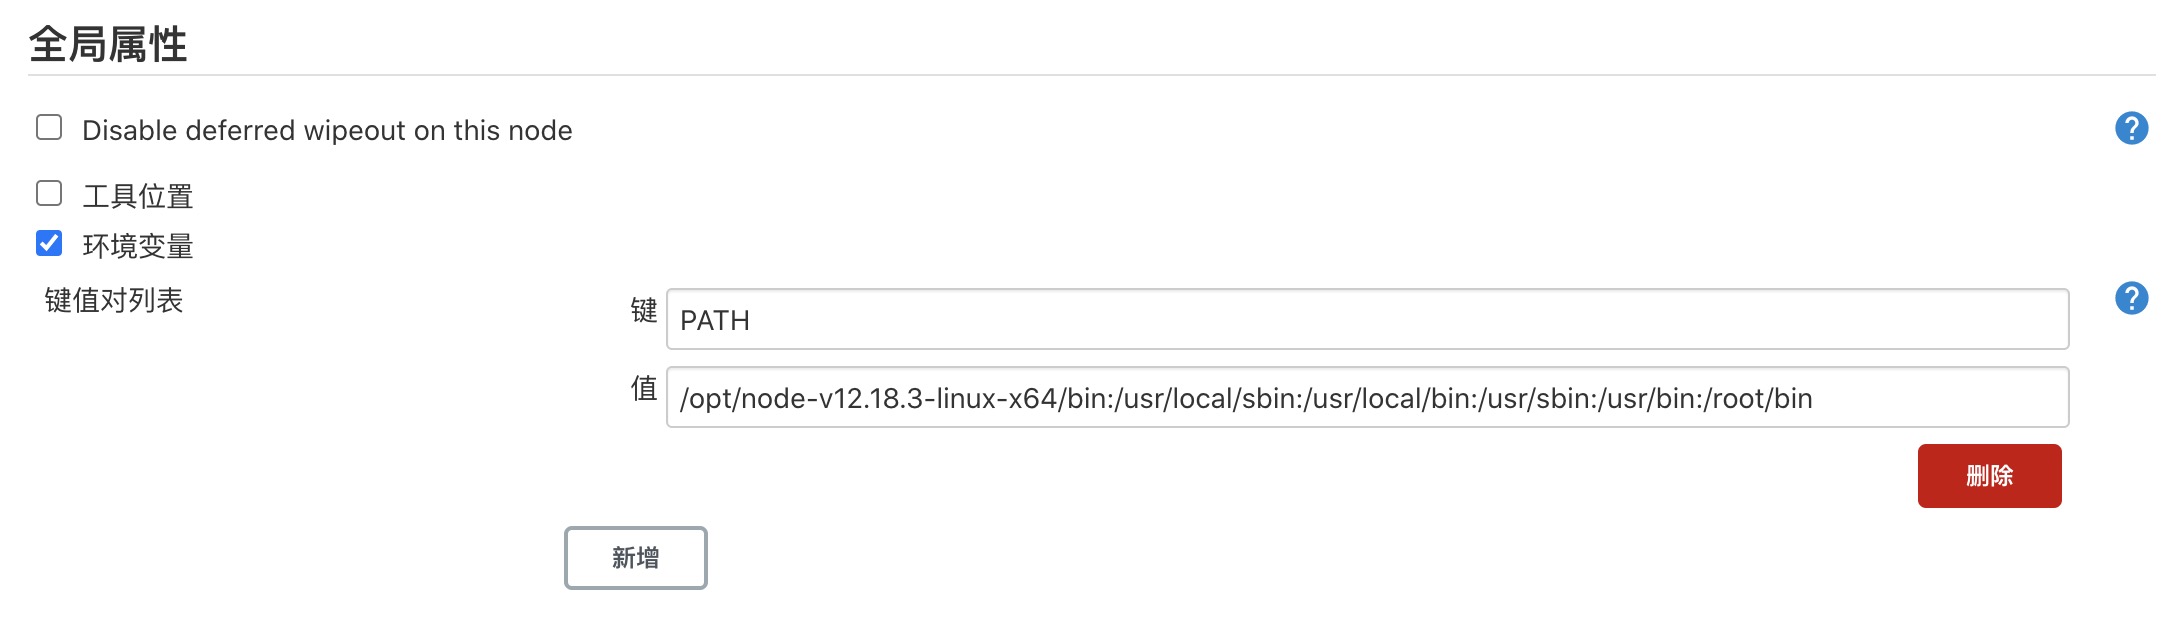 全局属性
Disable deferred wipeout on this node
?
工具位置
环境变量
键值对列表
键
PATH
?
值
/opt/node-v12.18.3-linux-x64/bin:/usr/local/sbin:/usr/local/bin:/usr/sbin:/usr/bin:/root/bin
删除
新增